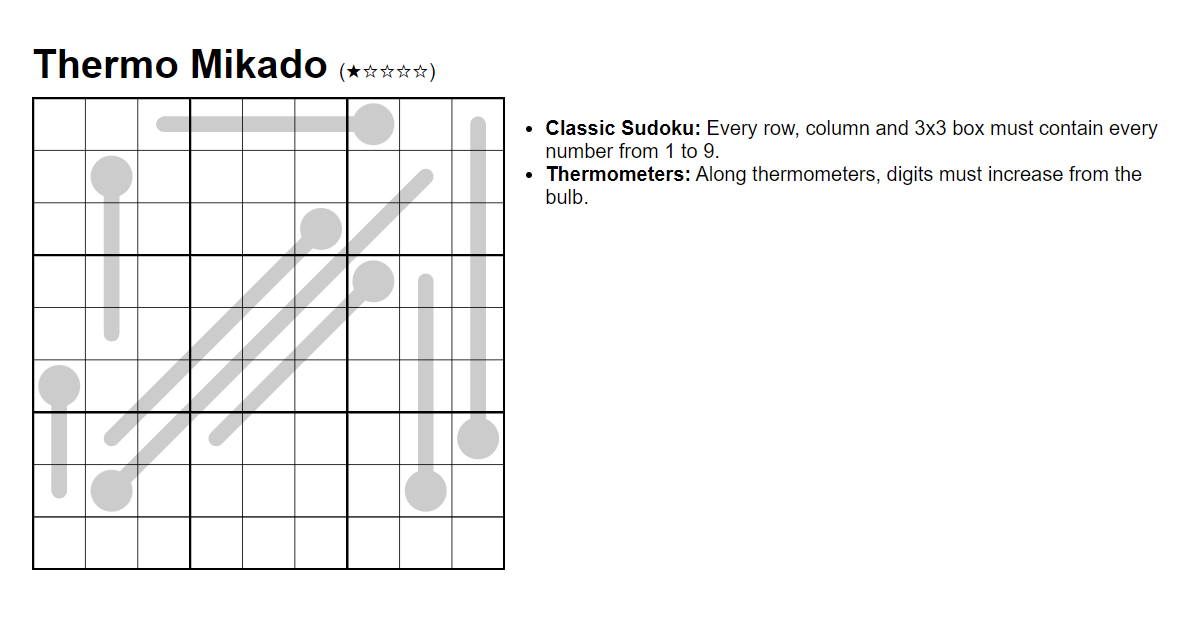 Thermo Mikado (★☆☆☆☆)
• Classic Sudoku: Every row, column and 3x3 box must contain every
number from 1 to 9.
• Thermometers: Along thermometers, digits must increase from the
bulb.